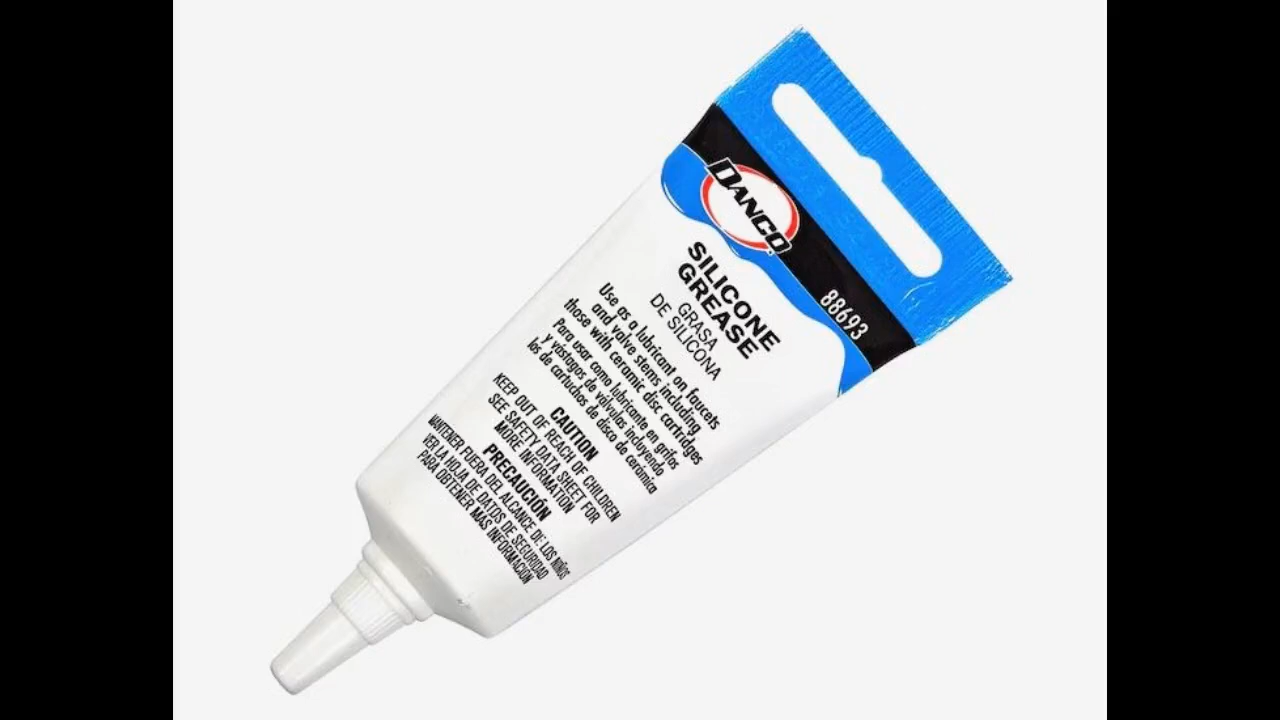 DANCO
88693
SILICONE
GREASE
GRASA
DE SILICONA
Use as a lubricant on faucets
and valve stems including
those with ceramic disc cartridges
Para usar como lubricante en grifos
y vástagos de válvulas incluyendo
los de cartuchos de disco de cerámica
CAUTION
KEEP OUT OF REACH OF CHILDREN
SEE SAFETY DATA SHEET FOR
MORE INFORMATION
PRECAUCIÓN
MANTENER FUERA DEL ALCANCE DE LOS NIÑOS
VER LA HOJA DE DATOS DE SEGURIDAD
PARA OBTENER MÁS INFORMACIÓN